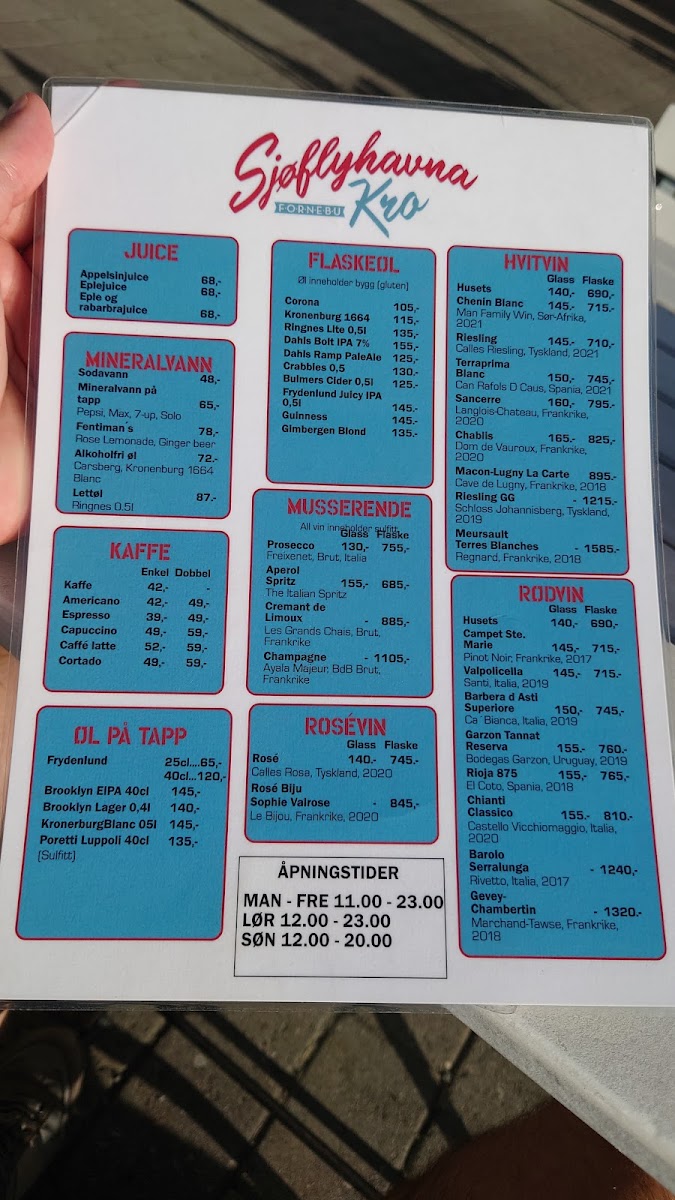 Sjøflyhavna
FORNEBU Kro
JUICE
Appelsinjuice 68,-
Eplejuice 68,-
Eple og
rabarbrajuice 68,-
MINERALVANN
Sodavann 48,-
Mineralvann på
tapp 65,-
Pepsi, Max, 7-up, Solo
Fentiman´s 78,-
Rose Lemonade, Ginger beer
Alkoholfri øl 72,-
Carsberg, Kronenburg 1664
Blanc
Lettøl 87,-
Ringnes 0.5l
KAFFE
Enkel Dobbel
Kaffe 42,- -
Americano 42,- 49,-
Espresso 39,- 49,-
Capuccino 49,- 59,-
Caffé latte 52,- 59,-
Cortado 49,- 59,-
ØL PÅ TAPP
Frydenlund 25cl....65,-
40cl...120,-
Brooklyn EIPA 40cl 145,-
Brooklyn Lager 0,4l 140,-
KronerburgBlanc 05l 145,-
Poretti Luppoli 40cl 135,-
(Sulfitt)
FLASKEØL
Øl inneholder bygg (gluten)
Corona 105,-
Kronenburg 1664 115,-
Ringnes Lite 0,5l 135,-
Dahls Bolt IPA 7% 155,-
Dahls Ramp PaleAle 125,-
Crabbles 0,5 130,-
Bulmers Cider 0,5l 125,-
Frydenlund Juicy IPA
0,5l 145,-
Guinness 145,-
Gimbergen Blond 135,-
MUSSERENDE
All vin inneholder sulfitt
Glass Flaske
Prosecco 130,- 755,-
Freixenet, Brut, Italia
Aperol
Spritz 155,- 685,-
The Italian Spritz
Cremant de
Limoux - 885,-
Les Grands Chais, Brut,
Frankrike
Champagne - 1105,-
Ayala Majeur, BdB Brut,
Frankrike
ROSÉVIN
Glass Flaske
Rosé 140,- 745,-
Calles Rosa, Tyskland, 2020
Rosé Biju
Sophie Valrose - 845,-
Le Bijou, Frankrike, 2020
ÅPNINGSTIDER
MAN - FRE 11.00 - 23.00
LØR 12.00 - 23.00
SØN 12.00 - 20.00
HVITVIN
Glass Flaske
Husets 140,- 690,-
Chenin Blanc 145,- 715,-
Man Family Win, Sør-Afrika,
2021
Riesling 145,- 710,-
Calles Riesling, Tyskland, 2021
Terraprima
Blanc 150,- 745,-
Can Rafols D Caus, Spania, 2021
Sancerre 160,- 795,-
Langlois-Chateau, Frankrike,
2020
Chablis 165,- 825,-
Dom de Vauroux, Frankrike,
2020
Macon-Lugny La Carte 895,-
Cave de Lugny, Frankrike, 2018
Riesling GG - 1215,-
Schloss Johannisberg, Tyskland,
2019
Meursault
Terres Blanches - 1585,-
Regnard, Frankrike, 2018
RØDVIN
Glass Flaske
Husets 140,- 690,-
Campet Ste.
Marie 145,- 715,-
Pinot Noir, Frankrike, 2017
Valpolicella 145,- 715,-
Santi, Italia, 2019
Barbera d Asti
Superiore 150,- 745,-
Ca´Bianca, Italia, 2019
Garzon Tannat
Reserva 155,- 760,-
Bodegas Garzon, Uruguay, 2019
Rioja 875 155,- 765,-
El Coto, Spania, 2018
Chianti
Classico 155,- 810,-
Castello Vicchiomaggio, Italia,
2020
Barolo
Serralunga - 1240,-
Rivetto, Italia, 2017
Gevey-
Chambertin - 1320,-
Marchand-Tawse, Frankrike,
2018